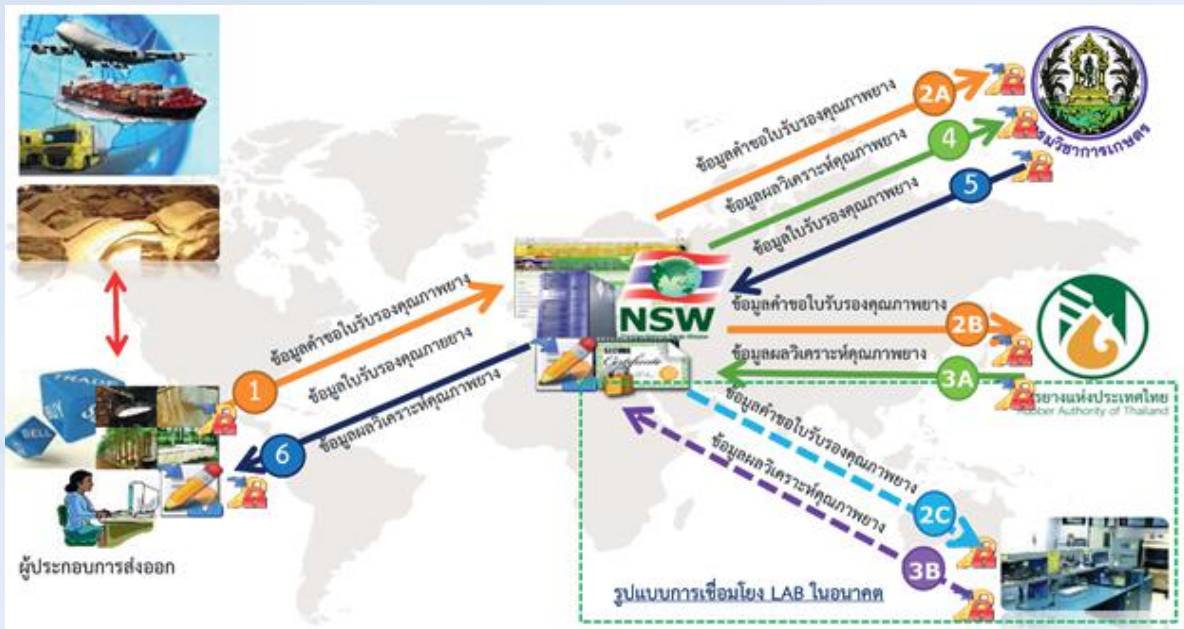 TRADE
BUY
SELL
ผู้ประกอบการส่งออก
1
ข้อมูลคำขอใบรับรองคุณภาพยาง
ข้อมูลใบรับรองคุณภายยาง
6
ข้อมูลผลวิเคราะห์คุณภาพยาง
NSW
Certificate
ข้อมูลคำขอใบรับรองคุณภาพยาง
2A
ข้อมูลผลวิเคราะห์คุณภาพยาง
4
ข้อมูลใบรับรองคุณภาพยาง
5
รมวิชาการเกษตร
ข้อมูลคำขอใบรับรองคุณภาพยาง
2B
ข้อมูลผลวิเคราะห์คุณภาพยาง
3A
รยางแห่งประเทศไทย
Rubber Authority of Thailand
ข้อมูลคำขอใบรับรองคุณภาพยาง
2C
ข้อมูลผลวิเคราะห์คุณภาพยาง
3B
รูปแบบการเชื่อมโยง LAB ในอนาคต